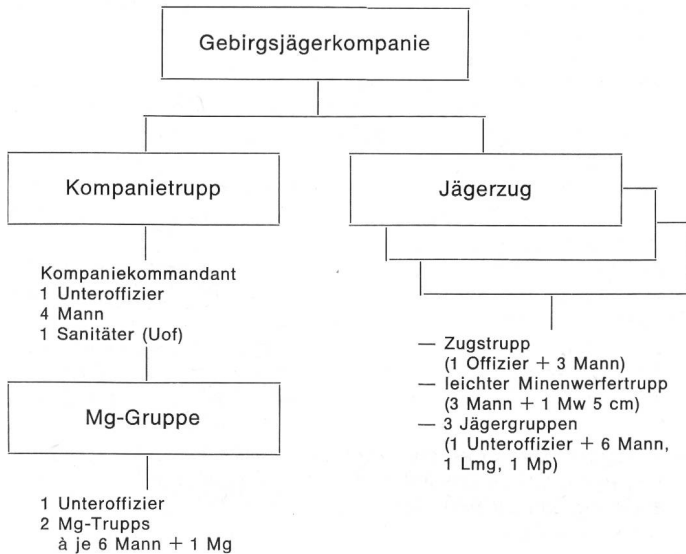 Gebirgsjägerkompanie
Kompanietrupp
Jägerzug
Kompaniekommandant
1 Unteroffizier
4 Mann
1 Sanitäter (Uof)
Mg-Gruppe
1 Unteroffizier
2 Mg-Trupps
à je 6 Mann + 1 Mg
— Zugstrupp
(1 Offizier + 3 Mann)
— leichter Minenwerfertrupp
(3 Mann + 1 Mw 5 cm)
— 3 Jägergruppen
(1 Unteroffizier + 6 Mann,
1 Lmg, 1 Mp)